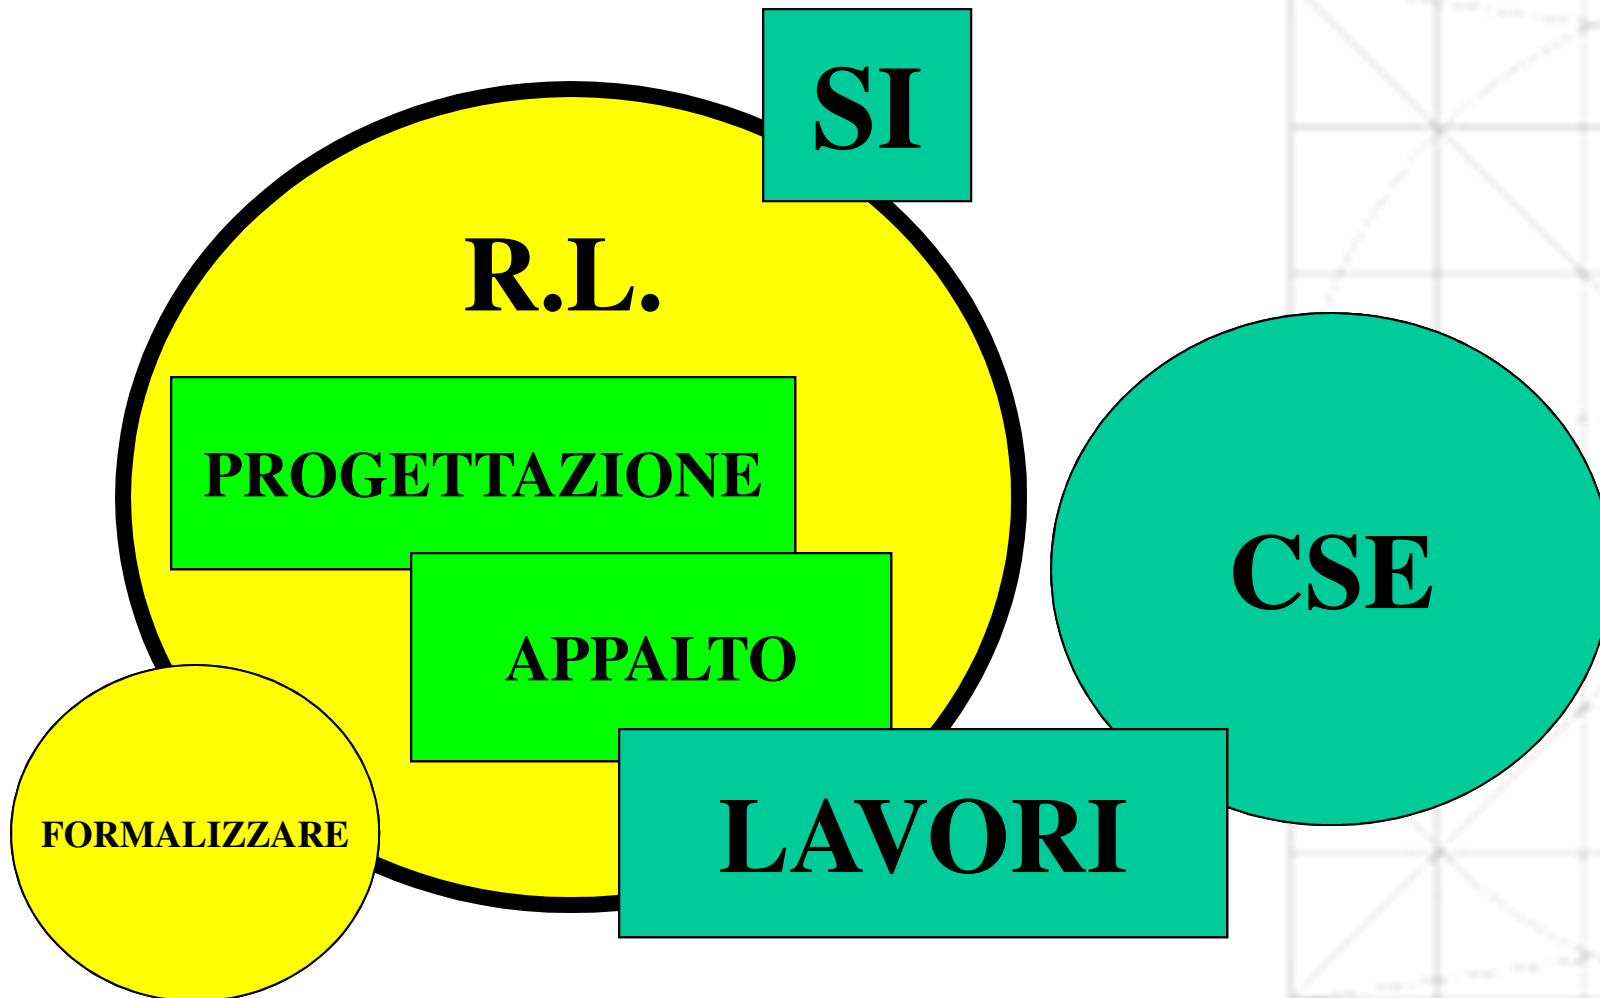 SI
R.L.
PROGETTAZIONE
CSE
APPALTO
FORMALIZZARE
LAVORI